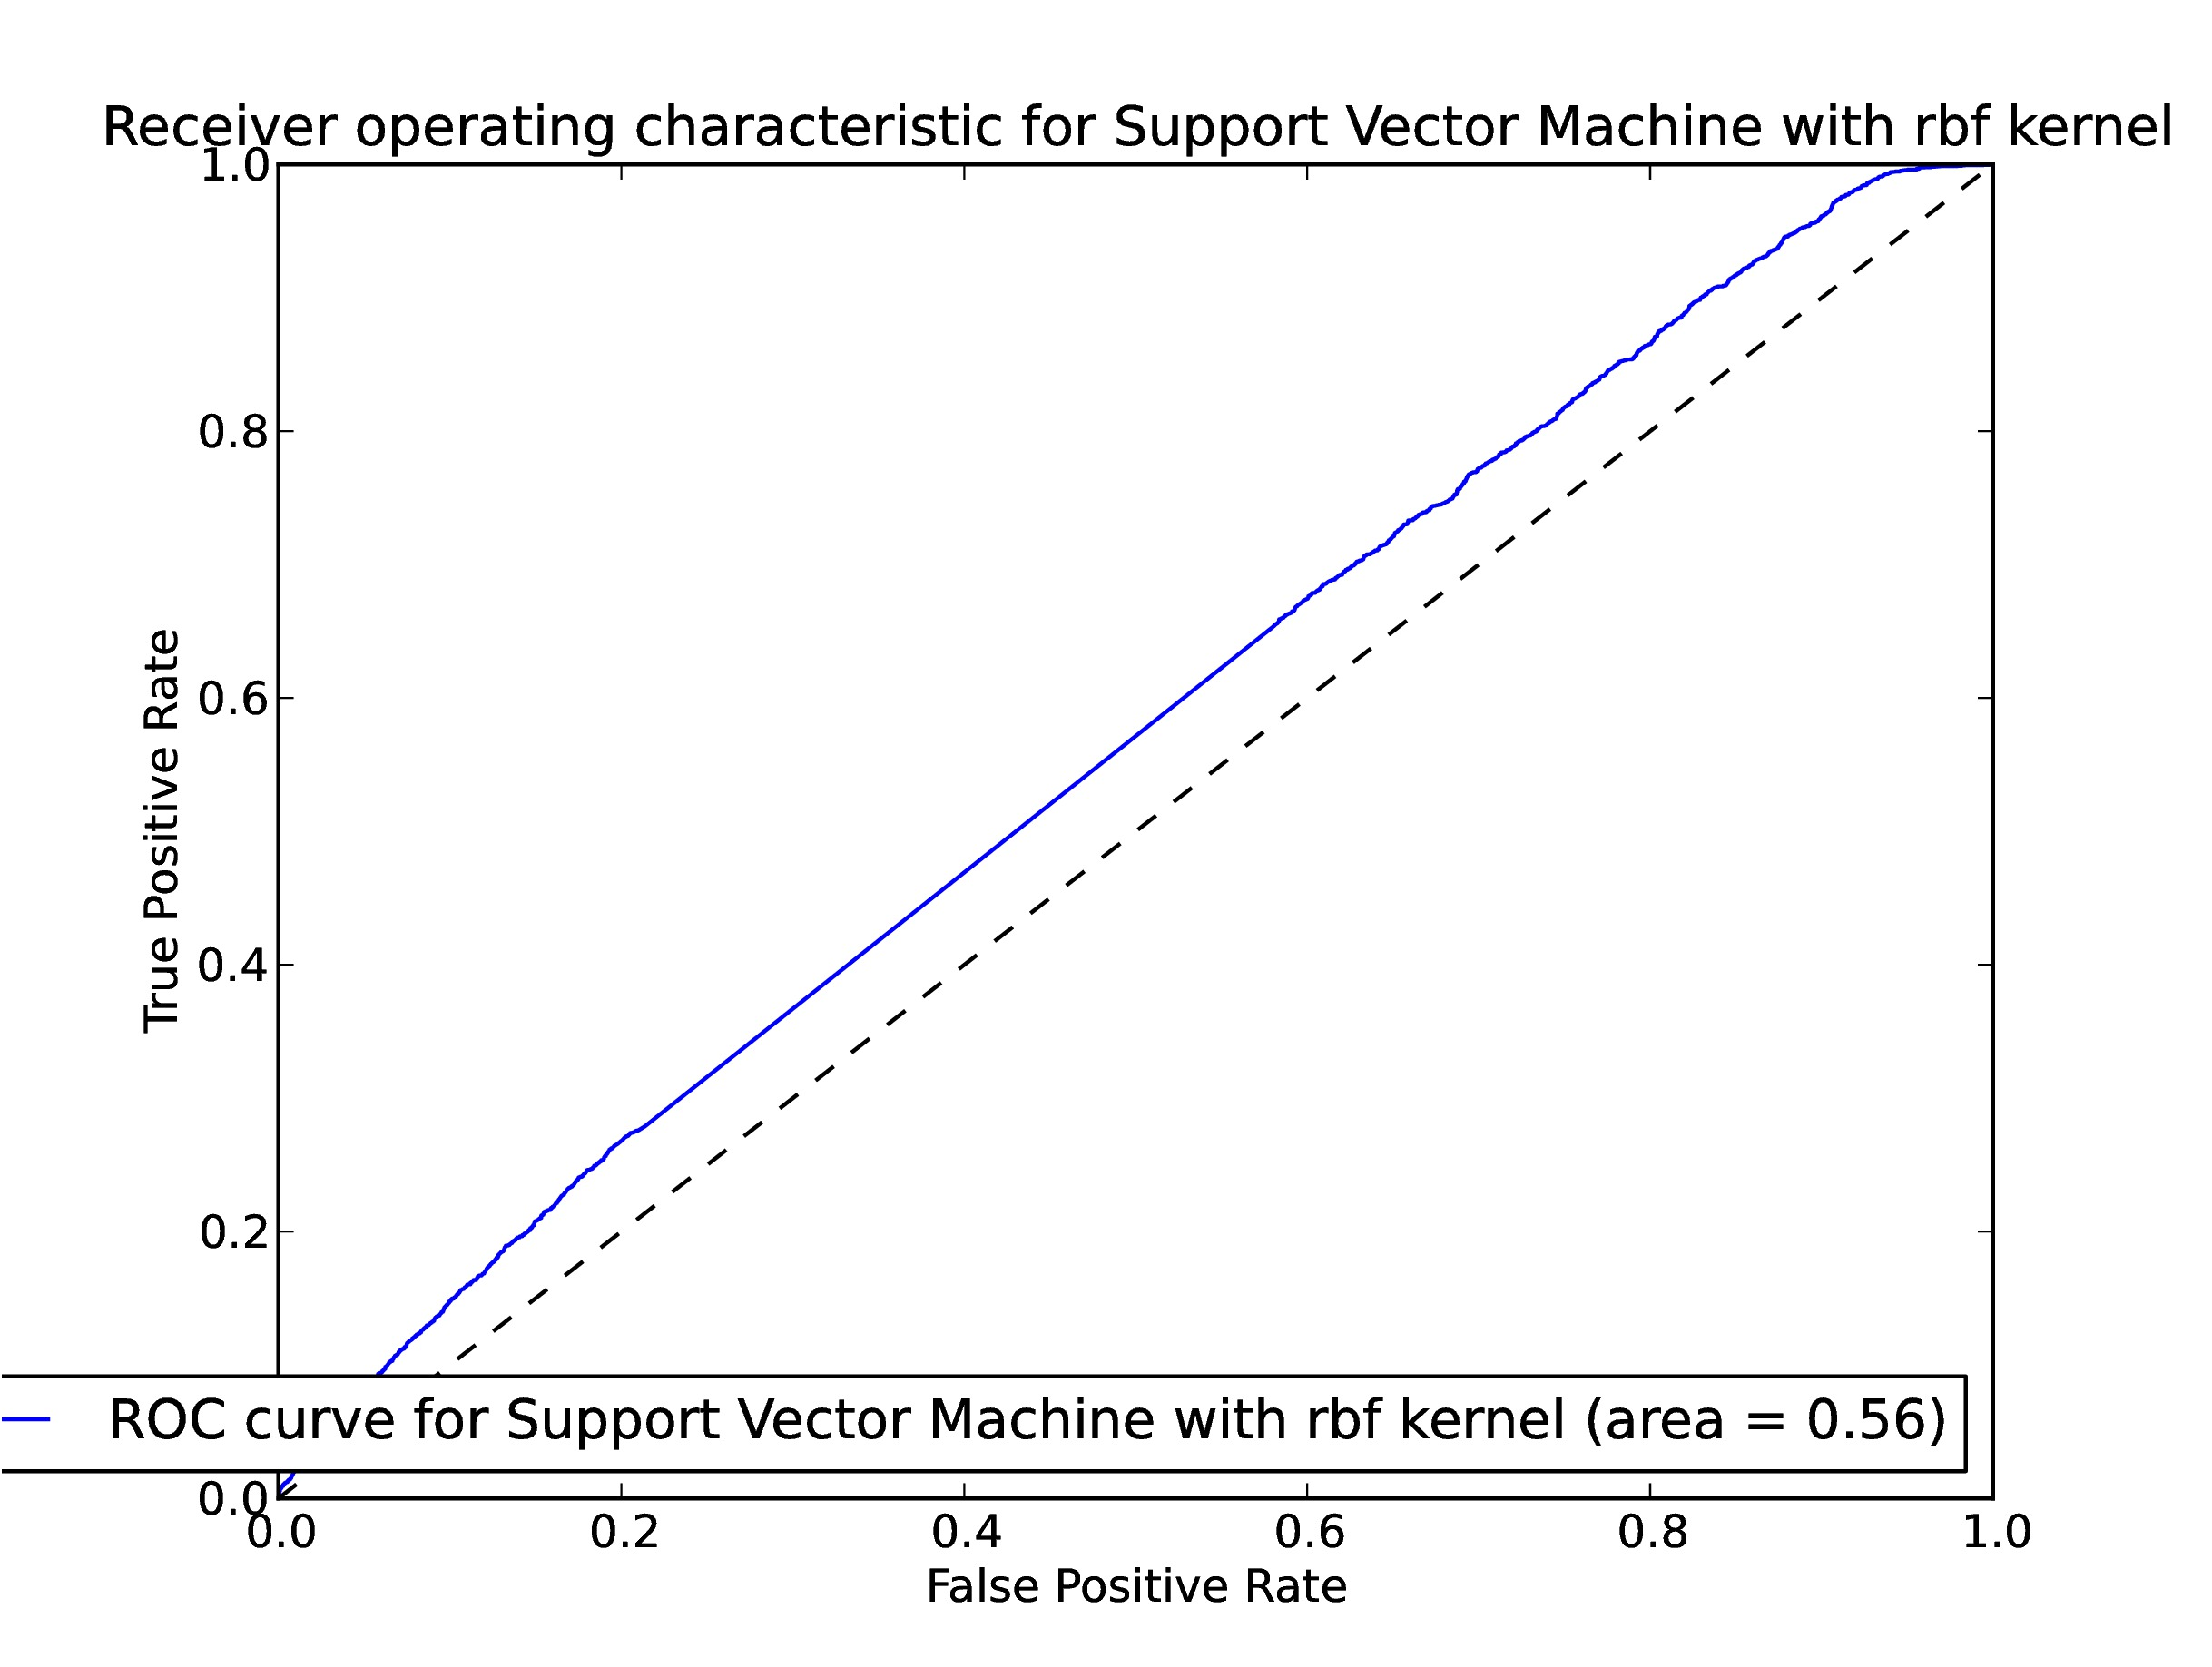 Receiver operating characteristic for Support Vector Machine with rbf kernel
1.0
0.8
0.6
0.4
0.2
0.0
True Positive Rate
ROC curve for Support Vector Machine with rbf kernel (area = 0.56)
0.0 0.2 0.4 0.6 0.8 1.0
False Positive Rate